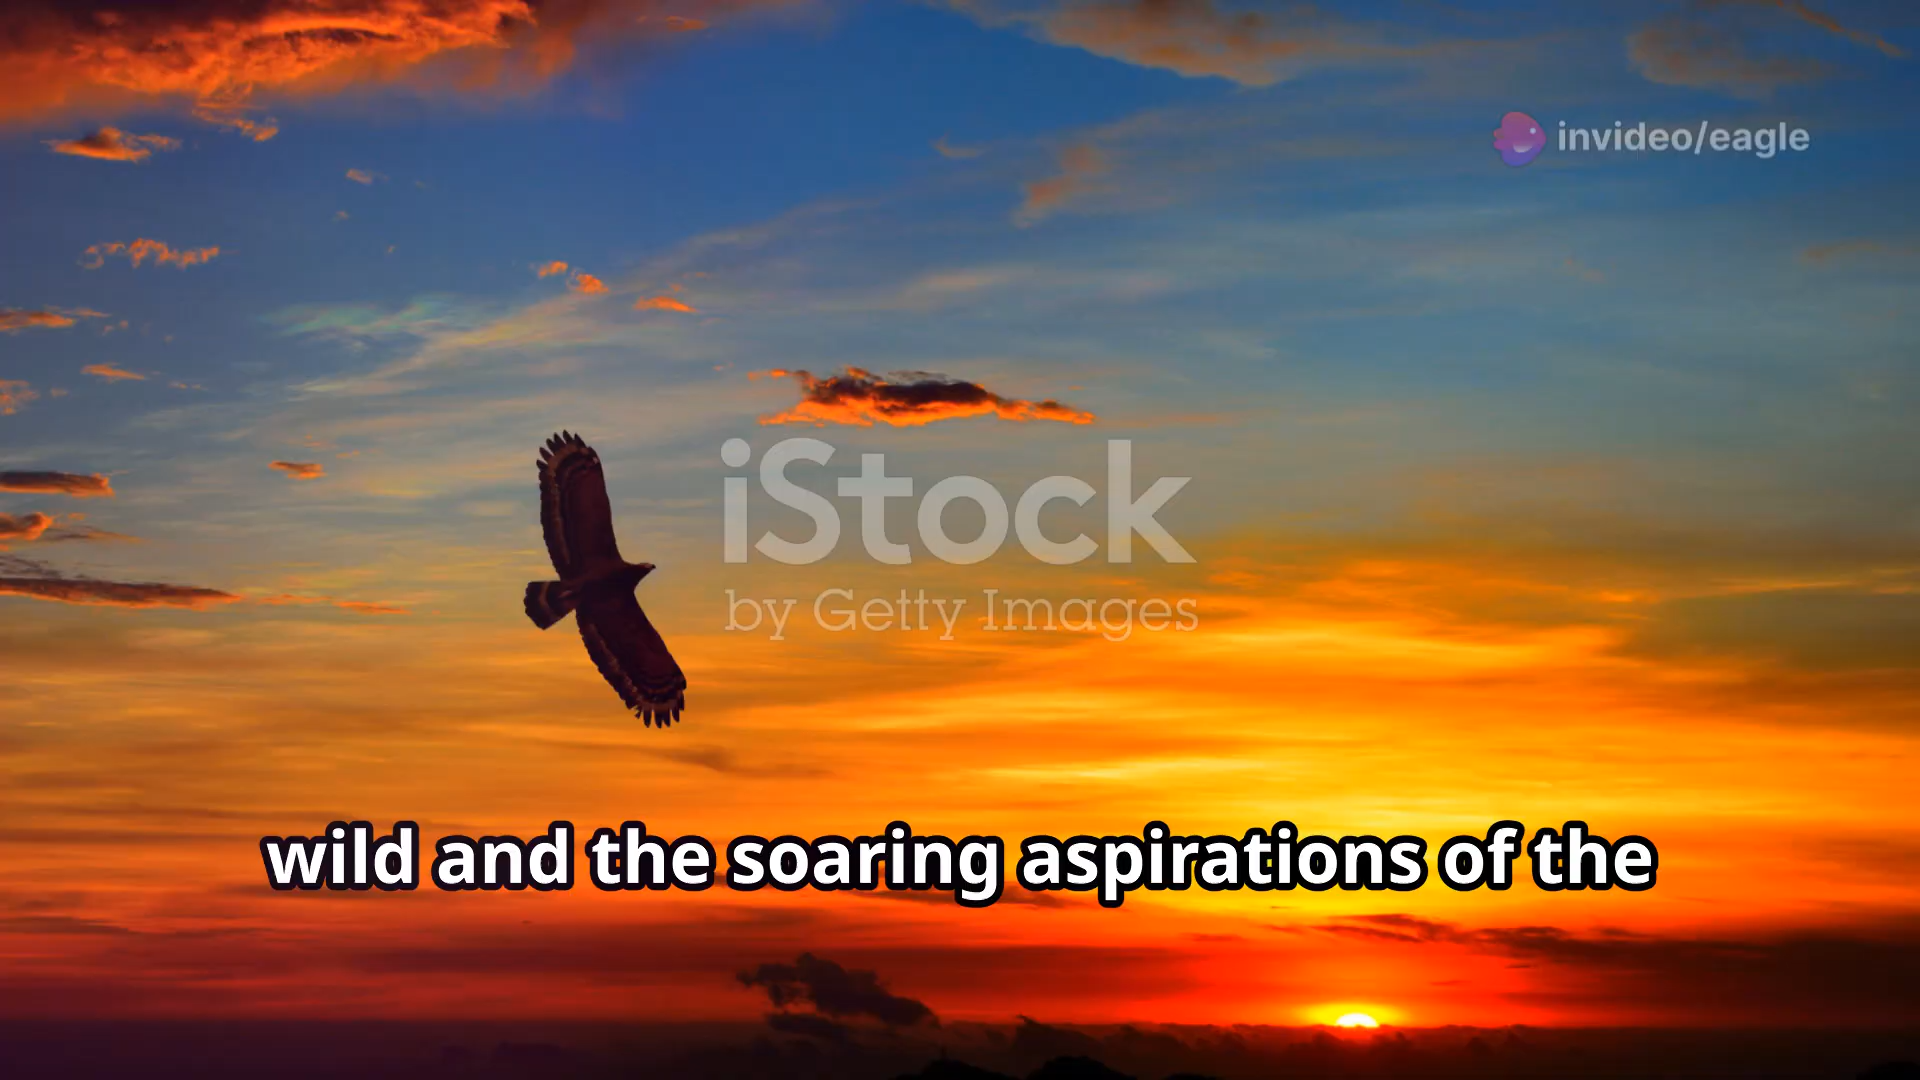 invideo/eagle
iStock
by Getty Images
wild and the soaring aspirations of the